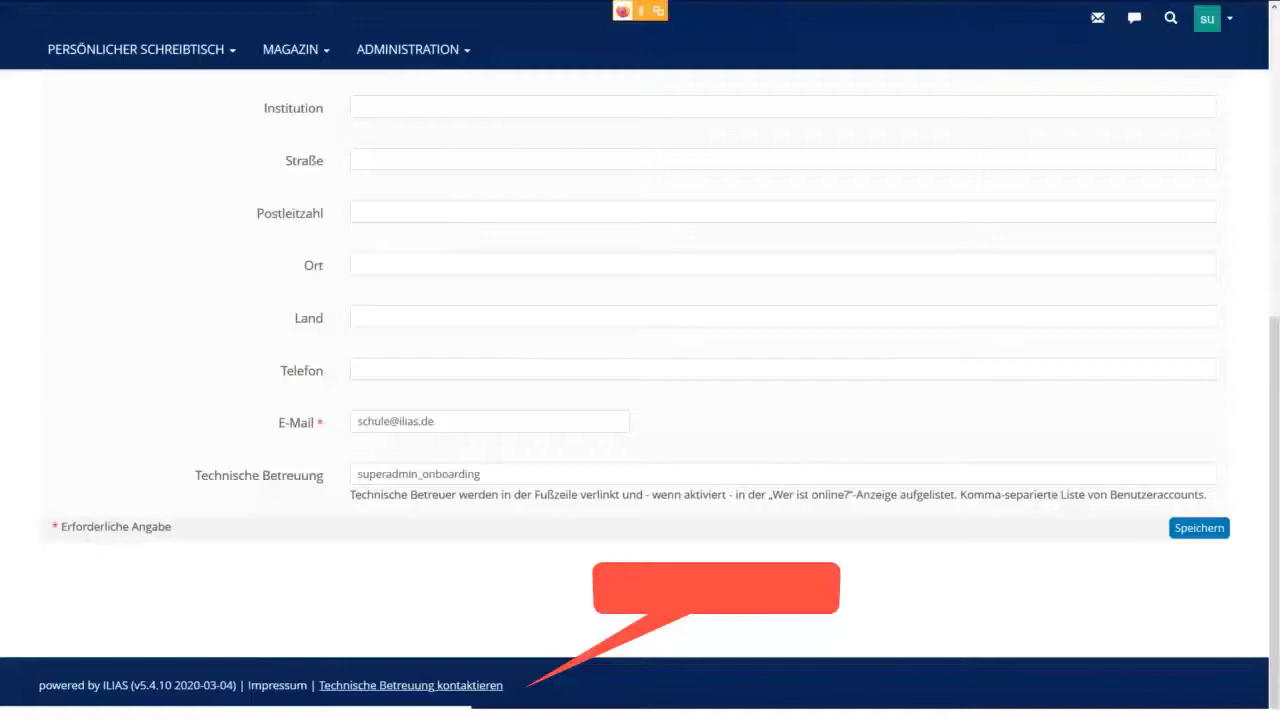 su
PERSÖNLICHER SCHREIBTISCH MAGAZIN ADMINISTRATION
Institution
Straße
Postleitzahl
Ort
Land
Telefon
E-Mail * schule@ilias.de
Technische Betreuung superadmin_onboarding
Technische Betreuer werden in der Fußzeile verlinkt und - wenn aktiviert - in der „Wer ist online?“-Anzeige aufgelistet. Komma-separierte Liste von Benutzeraccounts.
* Erforderliche Angabe Speichern
powered by ILIAS (v5.4.10 2020-03-04) | Impressum | Technische Betreuung kontaktieren